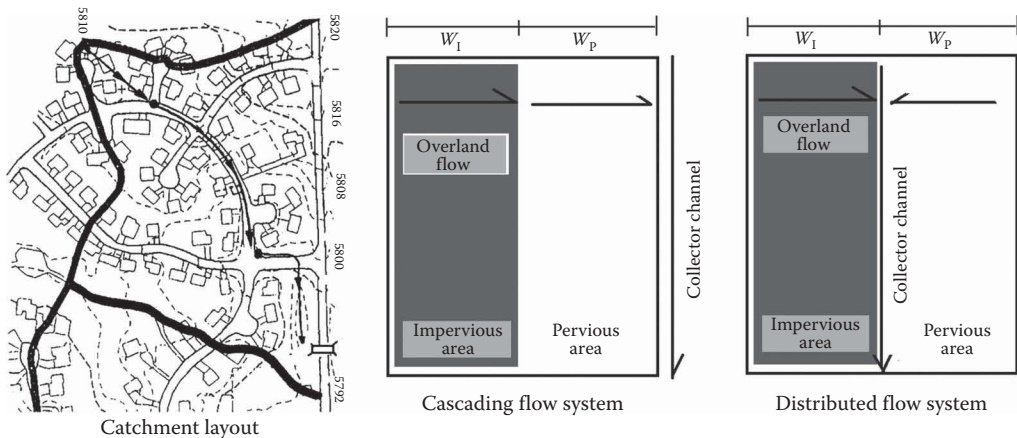 5810
5820
5816
5808
5800
5792
Catchment layout
W_I
W_P
Overland
flow
Impervious
area
Pervious
area
Collector channel
Cascading flow system
W_I
W_P
Overland
flow
Impervious
area
Collector channel
Pervious
area
Distributed flow system